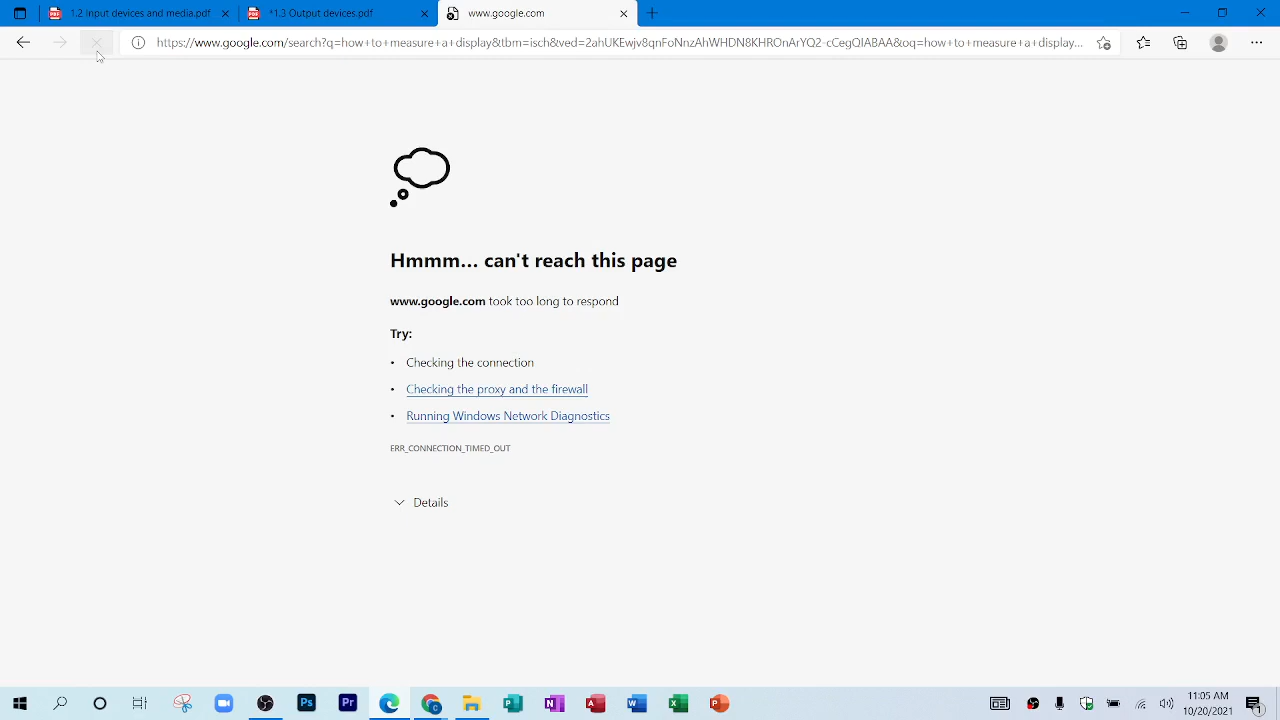 1.2 Input devices and media.pdf
*1.3 Output devices.pdf
www.google.com
https://www.google.com/search?q=how+to+measure+a+display&tbm=isch&ved=2ahUKEwjv8qnFoNnzAhWHDN8KHROnArYQ2-cCegQIABAA&oq=how+to+measure+a+display...
Hmmm... can't reach this page
www.google.com took too long to respond
Try:
• Checking the connection
• Checking the proxy and the firewall
• Running Windows Network Diagnostics
ERR_CONNECTION_TIMED_OUT
Details
11:05 AM
10/20/2021